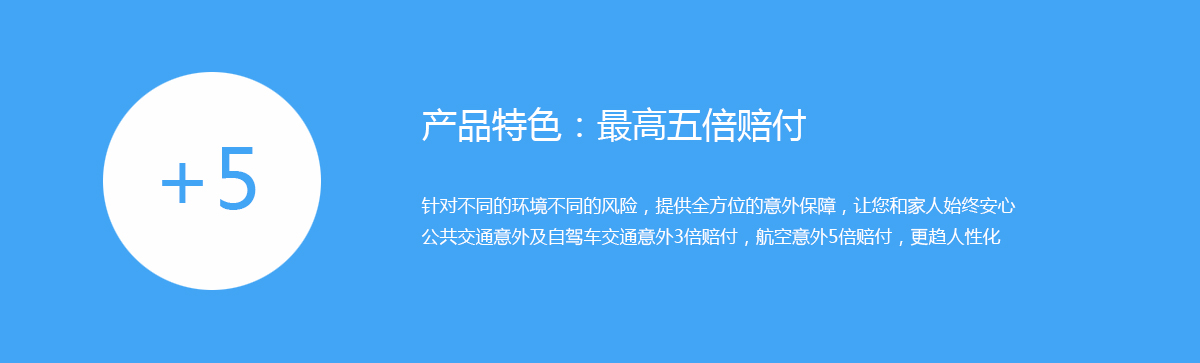 +5
产品特色：最高五倍赔付
针对不同的环境不同的风险，提供全方位的意外保障，让您和家人始终安心
公共交通意外及自驾车交通意外3倍赔付，航空意外5倍赔付，更趋人性化